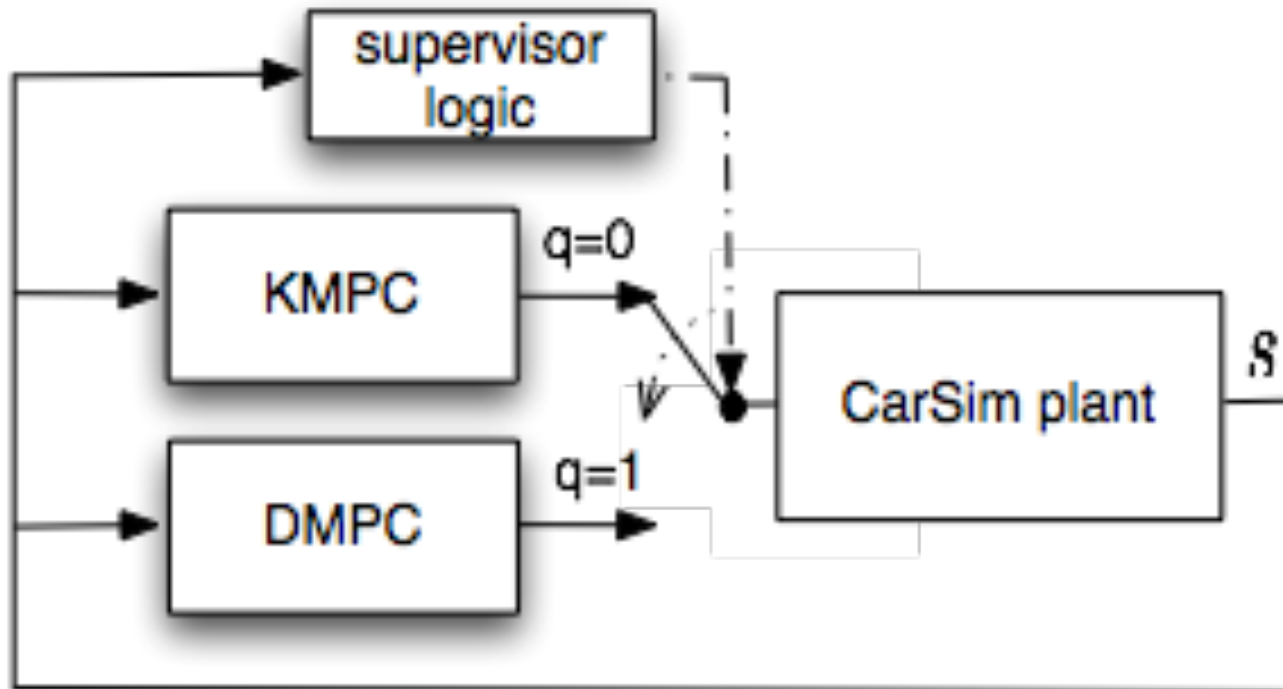 supervisor
logic
q=0
KMPC
CarSim plant
s
q=1
DMPC